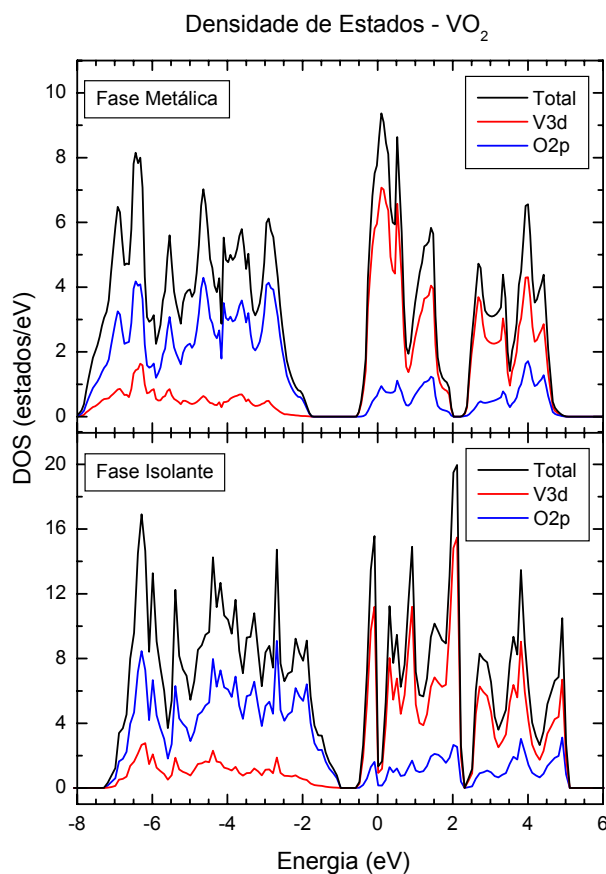 Densidade de Estados - VO₂
Fase Metálica
Total
V3d
O2p
10
8
6
4
2
0
DOS (estados/eV)
Fase Isolante
Total
V3d
O2p
20
16
12
8
4
0
-8 -6 -4 -2 0 2 4 6
Energia (eV)